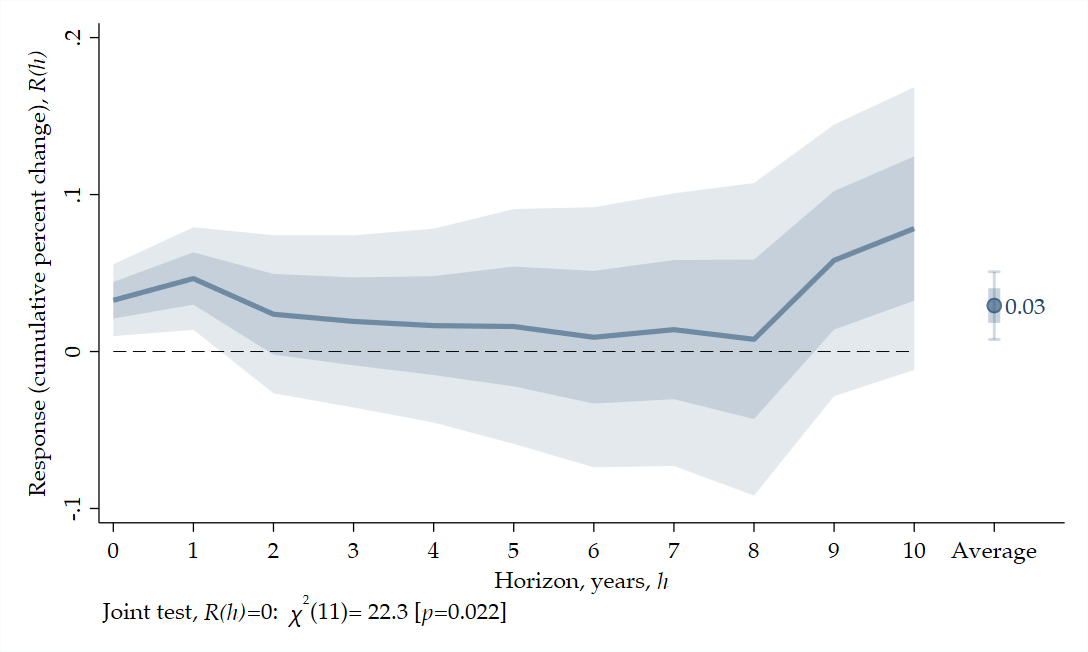 Response (cumulative percent change), R(h)
.2
.1
0
-.1
0.03
0 1 2 3 4 5 6 7 8 9 10 Average
Horizon, years, h
Joint test, R(h)=0: χ²(11)= 22.3 [p=0.022]